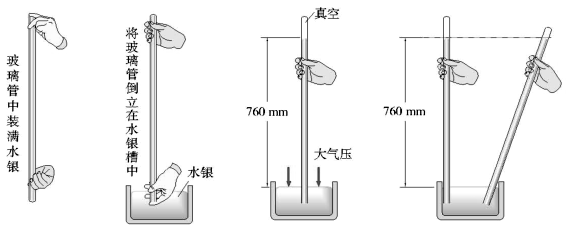 玻璃管中装满水银
将玻璃管倒立在水银槽中
水银
真空
760 mm
大气压
760 mm